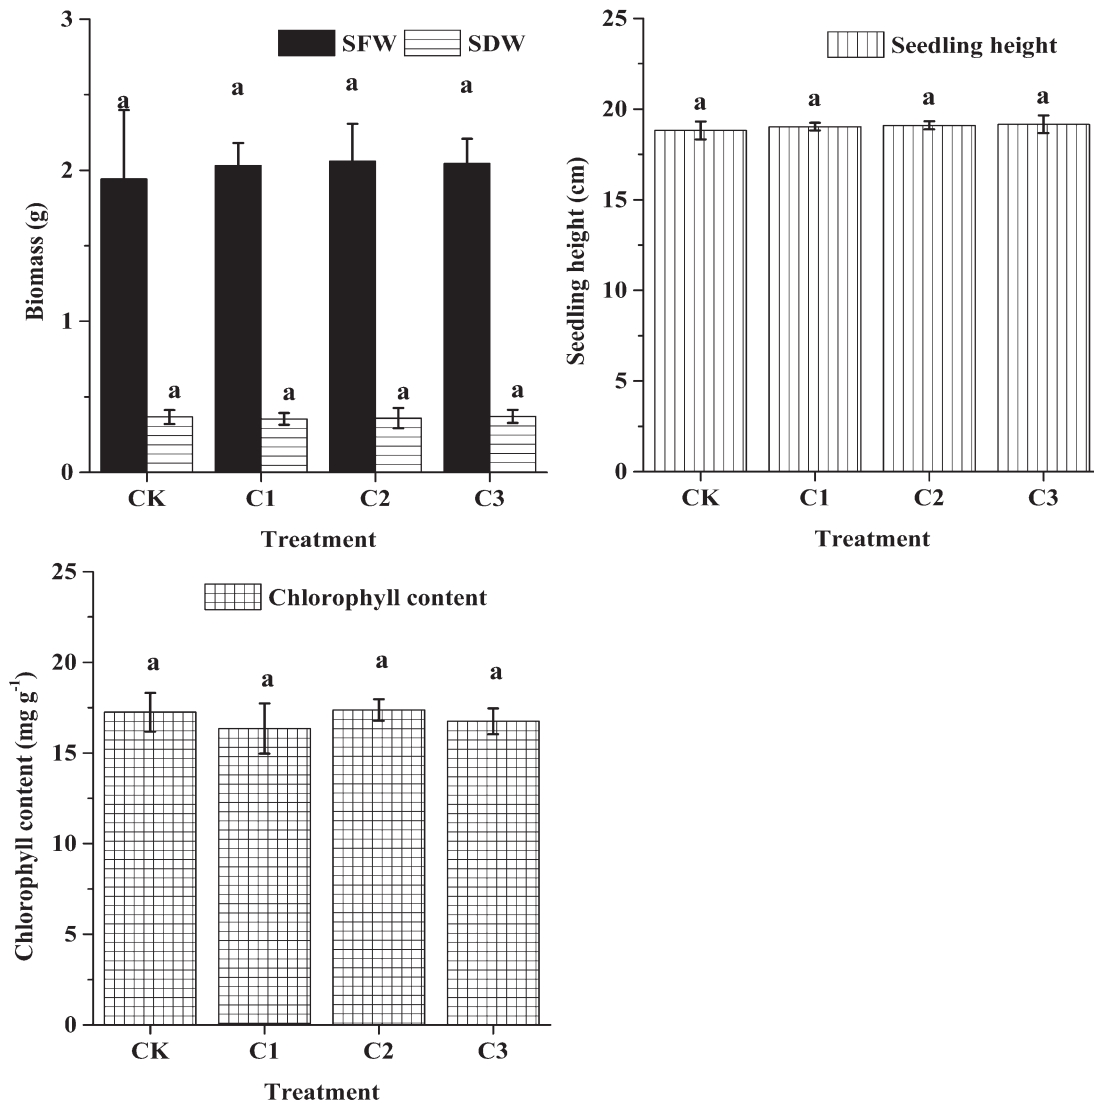 3
2
1
0
Biomass (g)
SFW SDW
a a a a
a a a a
CK C1 C2 C3
Treatment
25
20
15
10
5
0
Seedling height (cm)
Seedling height
a a a a
CK C1 C2 C3
Treatment
25
20
15
10
5
0
Chlorophyll content (mg g⁻¹)
Chlorophyll content
a a a a
CK C1 C2 C3
Treatment